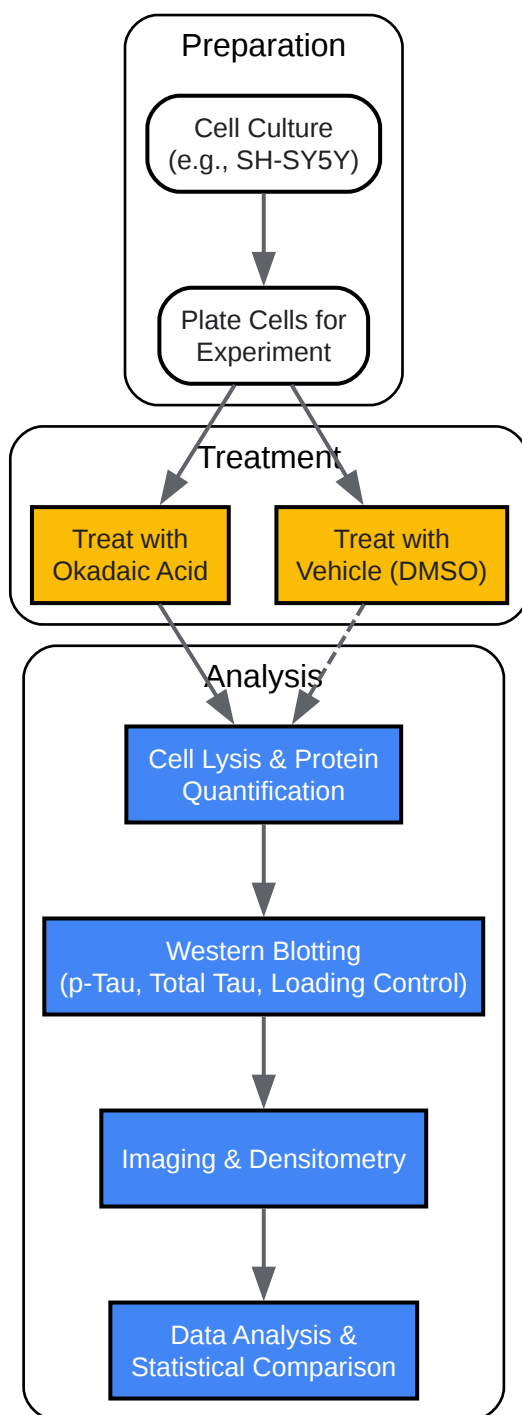 Preparation
Cell Culture
(e.g., SH-SY5Y)
Plate Cells for
Experiment
Treatment
Treat with
Okadaic Acid
Treat with
Vehicle (DMSO)
Analysis
Cell Lysis & Protein
Quantification
Western Blotting
(p-Tau, Total Tau, Loading Control)
Imaging & Densitometry
Data Analysis &
Statistical Comparison